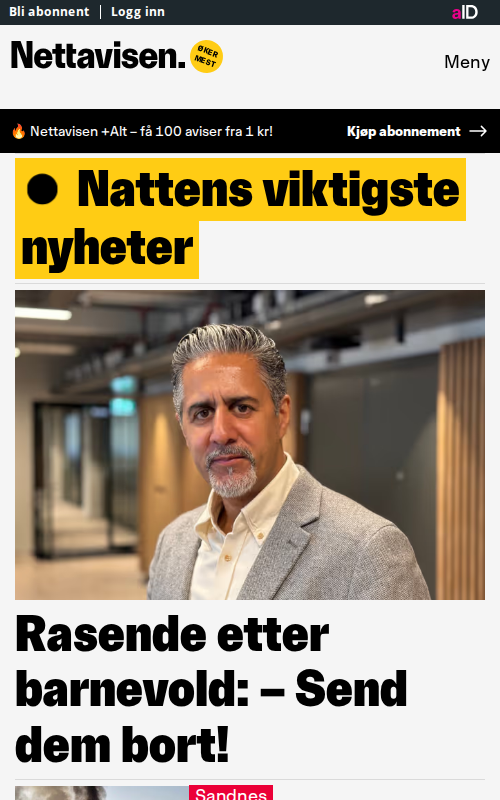 Bli abonnent | Logg inn
aID
Nettavisen.
ØKER
MEST
Meny
Nettavisen +Alt – få 100 aviser fra 1 kr!
Kjøp abonnement
Nattens viktigste
nyheter
Rasende etter
barnevold: – Send
dem bort!
Sandnes